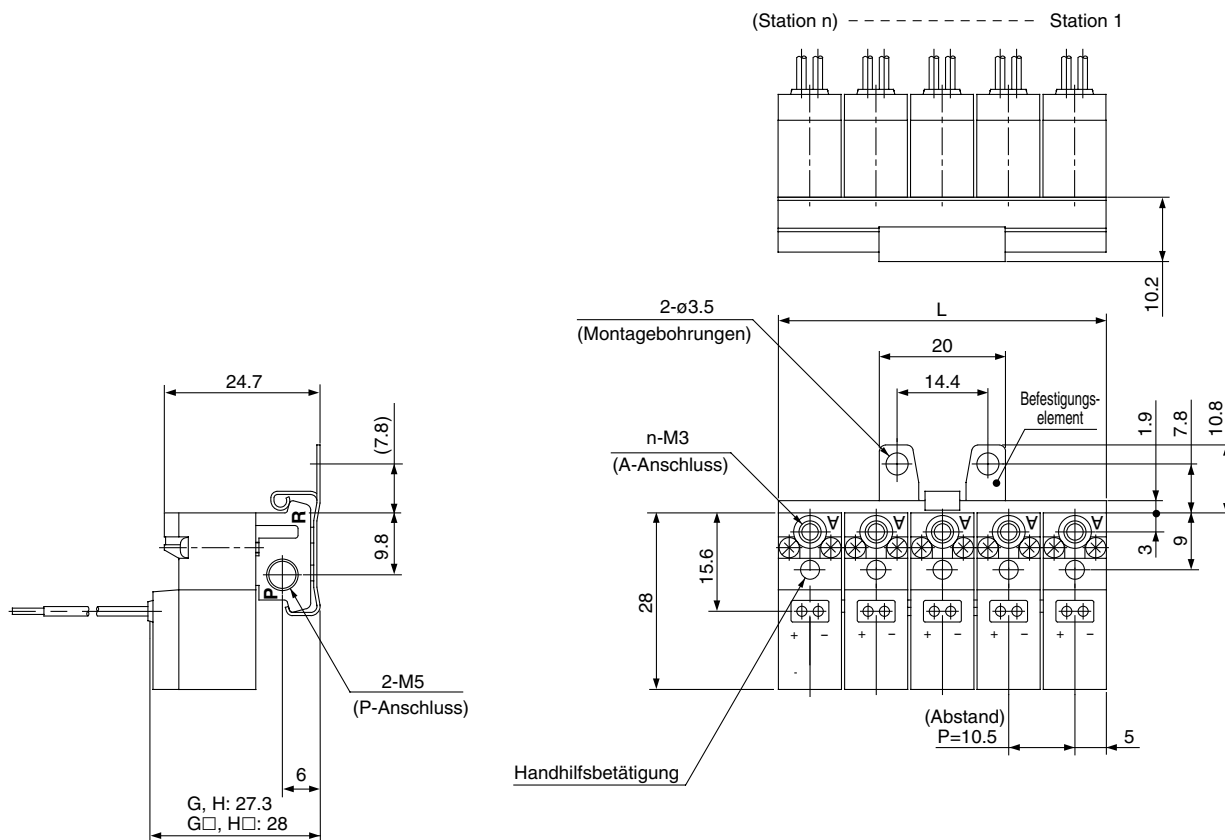 (Station n) Station 1
10.2
L
2-ø3.5
(Montagebohrungen)
20
14.4
Befestigungs-
element
1.9
7.8
10.8
24.7
(7.8)
n-M3
(A-Anschluss)
R
A A A A A
9.8
P
15.6
28
3
9
+ − + − + − + − + −
2-M5
(P-Anschluss)
(Abstand)
P=10.5
5
Handhilfsbetätigung
6
G, H: 27.3
G□, H□: 28